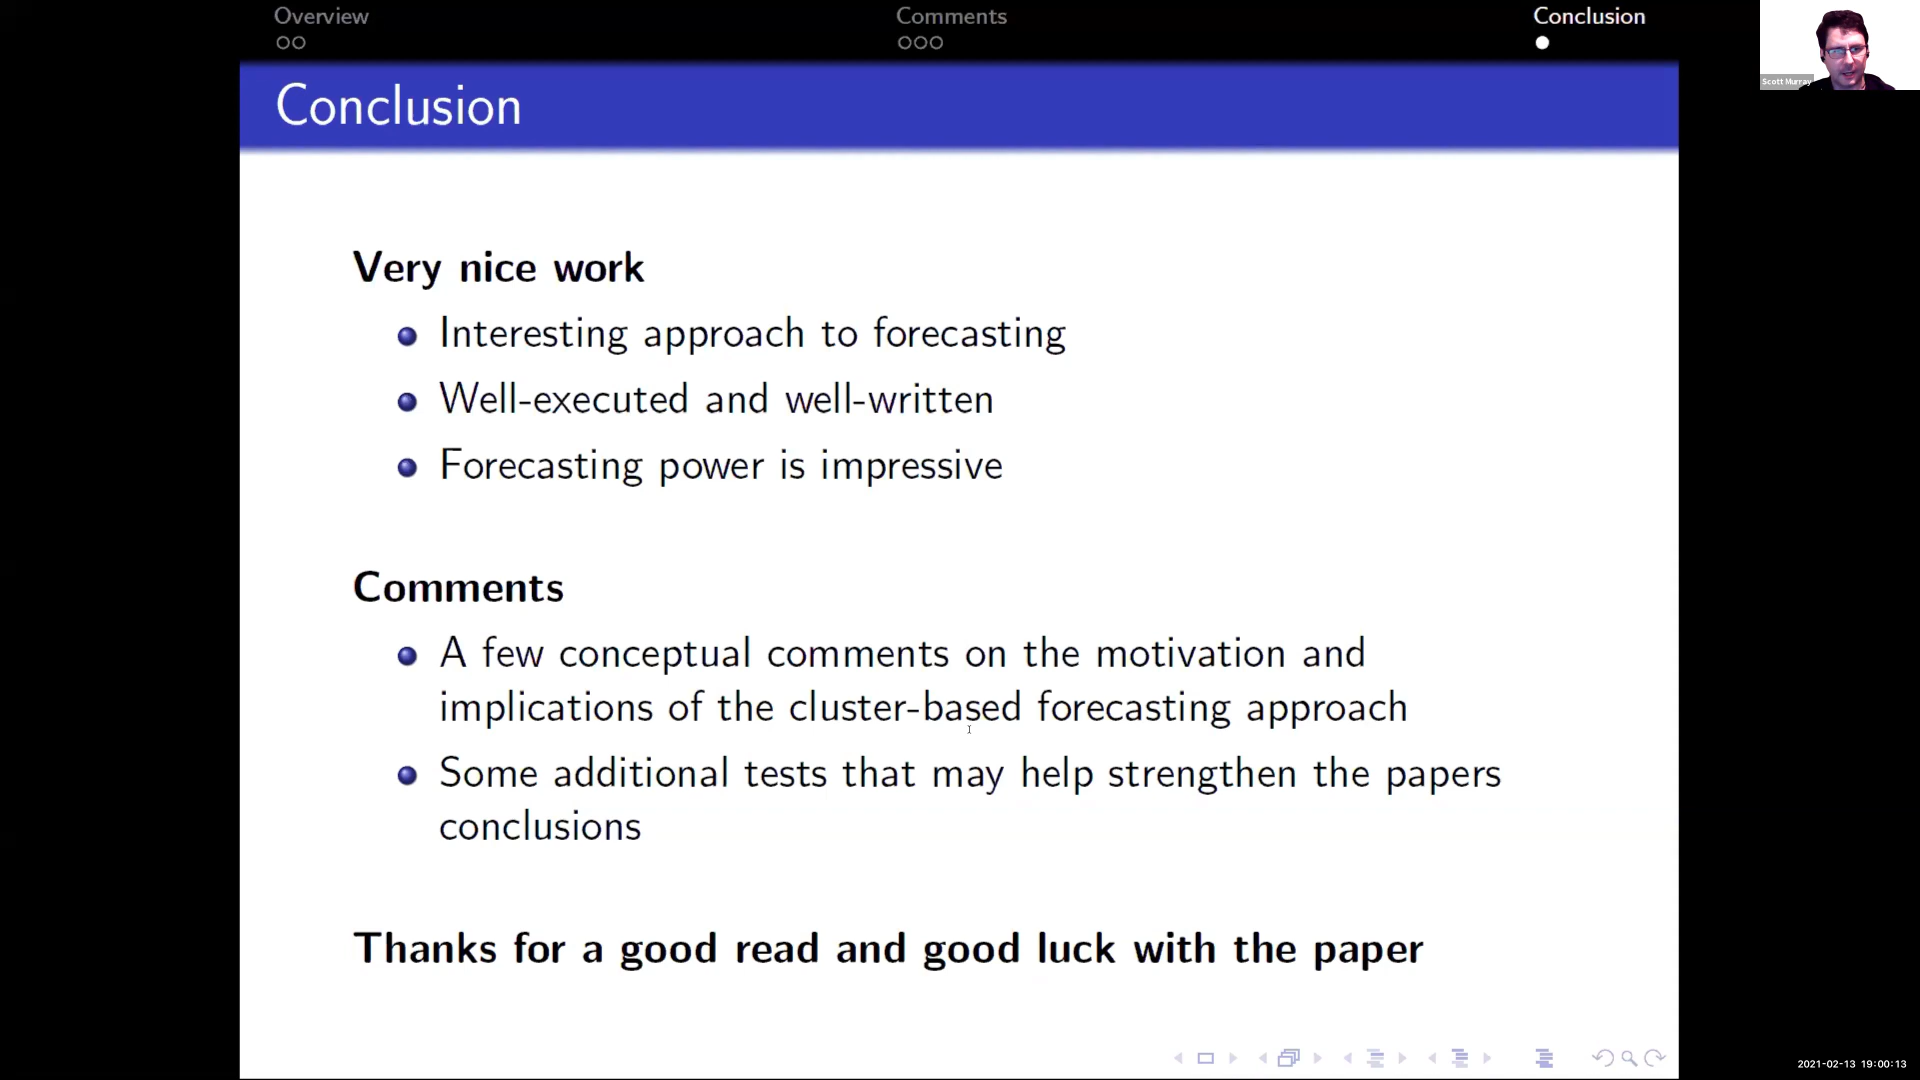 Overview Comments Conclusion
Scott Murray
Conclusion
Very nice work
Interesting approach to forecasting
Well-executed and well-written
Forecasting power is impressive
Comments
A few conceptual comments on the motivation and
implications of the cluster-based forecasting approach
Some additional tests that may help strengthen the papers
conclusions
Thanks for a good read and good luck with the paper
2021-02-13 19:00:13